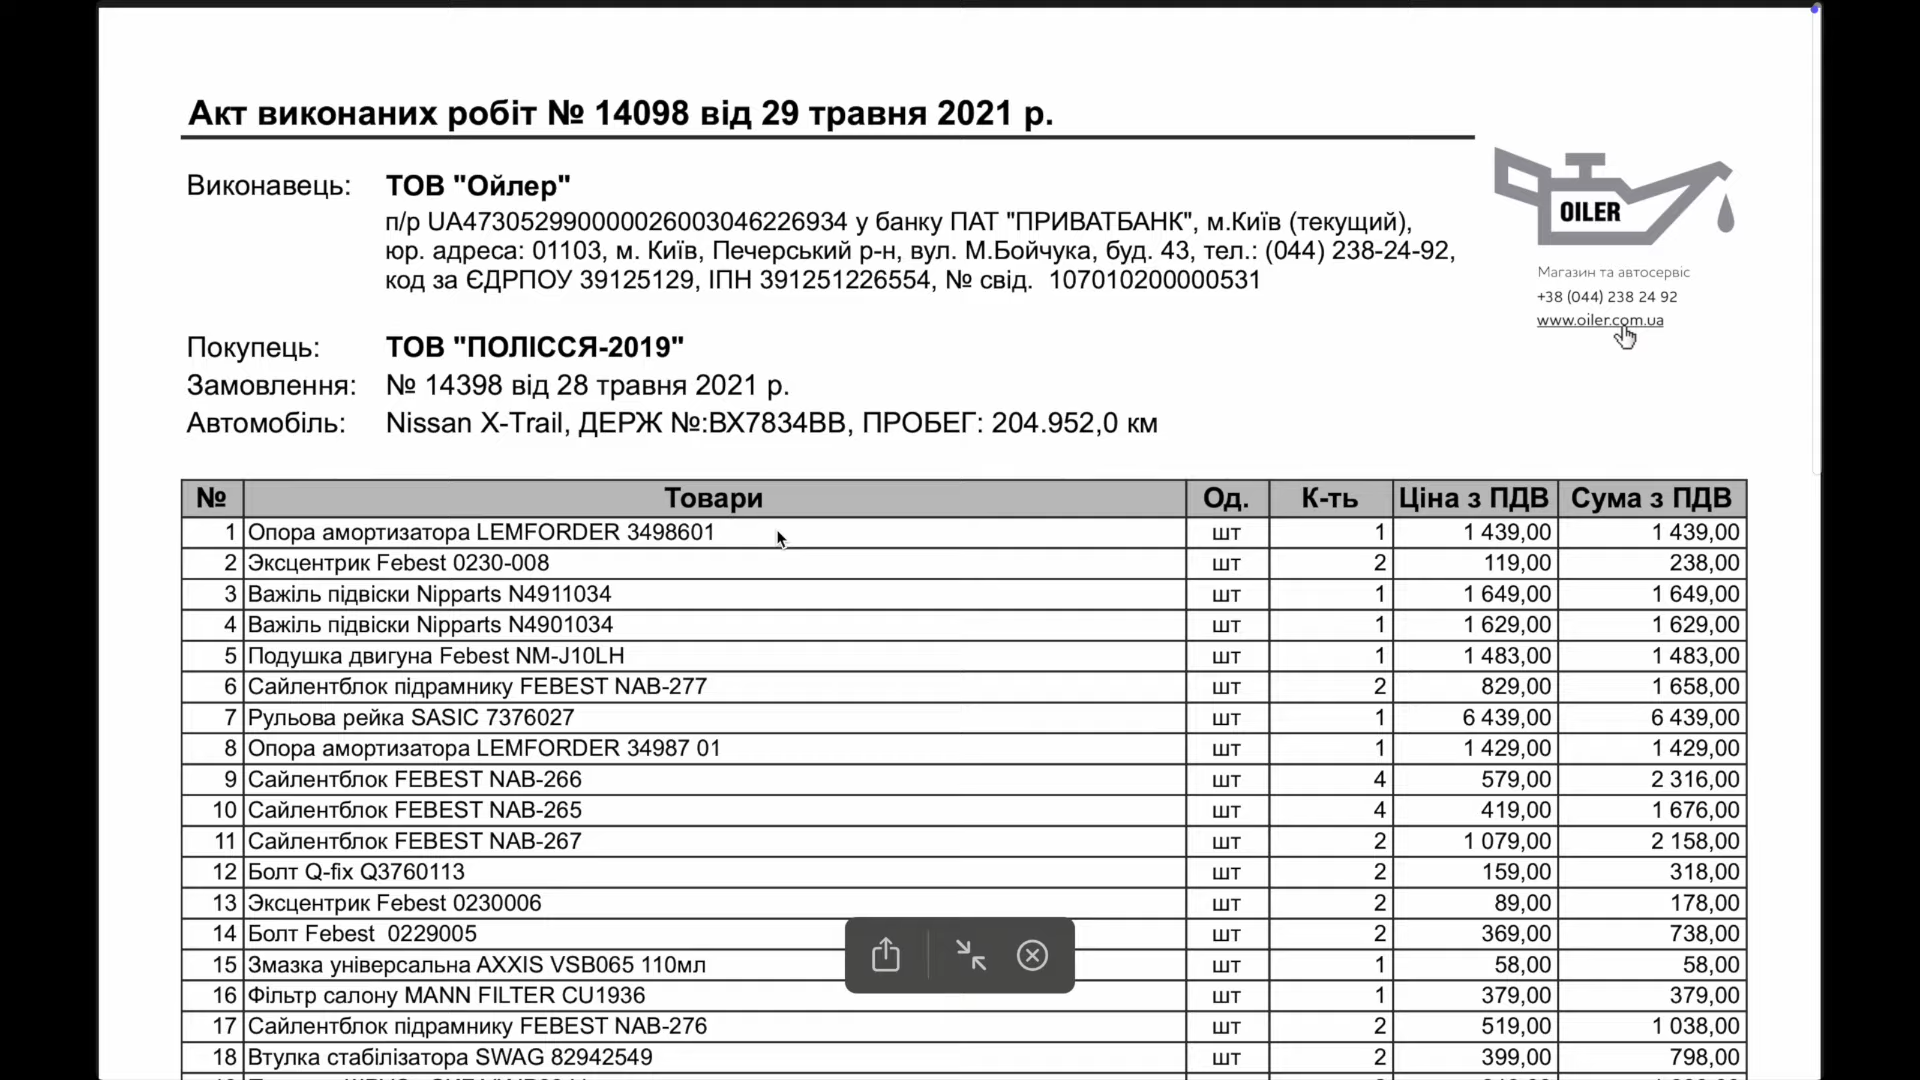 Акт виконаних робіт № 14098 від 29 травня 2021 р.
Виконавець: ТОВ "Ойлер"
п/р UA473052990000026003046226934 у банку ПАТ "ПРИВАТБАНК", м.Київ (текущий),
юр. адреса: 01103, м. Київ, Печерський р-н, вул. М.Бойчука, буд. 43, тел.: (044) 238-24-92,
код за ЄДРПОУ 39125129, ІПН 391251226554, № свід. 107010200000531
OILER
Магазин та автосервіс
+38 (044) 238 24 92
www.oiler.com.ua
Покупець: ТОВ "ПОЛІССЯ-2019"
Замовлення: № 14398 від 28 травня 2021 р.
Автомобіль: Nissan X-Trail, ДЕРЖ №:BX7834BB, ПРОБЕГ: 204.952,0 км
№ Товари Од. К-ть Ціна з ПДВ Сума з ПДВ
1 Опора амортизатора LEMFORDER 3498601 шт 1 1 439,00 1 439,00
2 Эксцентрик Febest 0230-008 шт 2 119,00 238,00
3 Важіль підвіски Nipparts N4911034 шт 1 1 649,00 1 649,00
4 Важіль підвіски Nipparts N4901034 шт 1 1 629,00 1 629,00
5 Подушка двигуна Febest NM-J10LH шт 1 1 483,00 1 483,00
6 Сайлентблок підрамнику FEBEST NAB-277 шт 2 829,00 1 658,00
7 Рульова рейка SASIC 7376027 шт 1 6 439,00 6 439,00
8 Опора амортизатора LEMFORDER 34987 01 шт 1 1 429,00 1 429,00
9 Сайлентблок FEBEST NAB-266 шт 4 579,00 2 316,00
10 Сайлентблок FEBEST NAB-265 шт 4 419,00 1 676,00
11 Сайлентблок FEBEST NAB-267 шт 2 1 079,00 2 158,00
12 Болт Q-fix Q3760113 шт 2 159,00 318,00
13 Эксцентрик Febest 0230006 шт 2 89,00 178,00
14 Болт Febest 0229005 шт 2 369,00 738,00
15 Змазка універсальна AXXIS VSB065 110мл шт 1 58,00 58,00
16 Фільтр салону MANN FILTER CU1936 шт 1 379,00 379,00
17 Сайлентблок підрамнику FEBEST NAB-276 шт 2 519,00 1 038,00
18 Втулка стабілізатора SWAG 82942549 шт 2 399,00 798,00